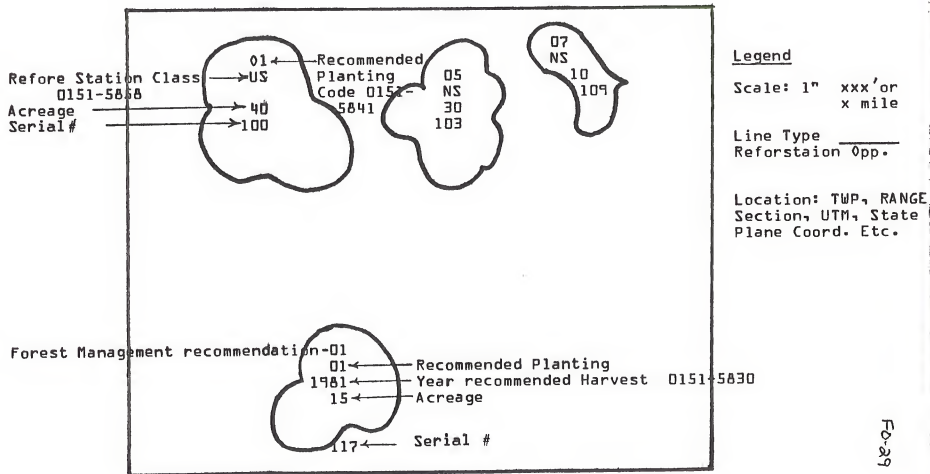 01 Recommended
Refore Station Class US Planting
0151-5858 Code 0151-
Acreage 40 5841
Serial# 100
05
NS
30
103
07
NS
10
109
Legend
Scale: 1" xxx'or
x mile
Line Type
Reforstaion Opp.
Location: TWP, RANGE
Section, UTM, State
Plane Coord. Etc.
Forest Management recommendation-01
01 Recommended Planting
1981 Year recommended Harvest 0151-5830
15 Acreage
117 Serial #
FO-29